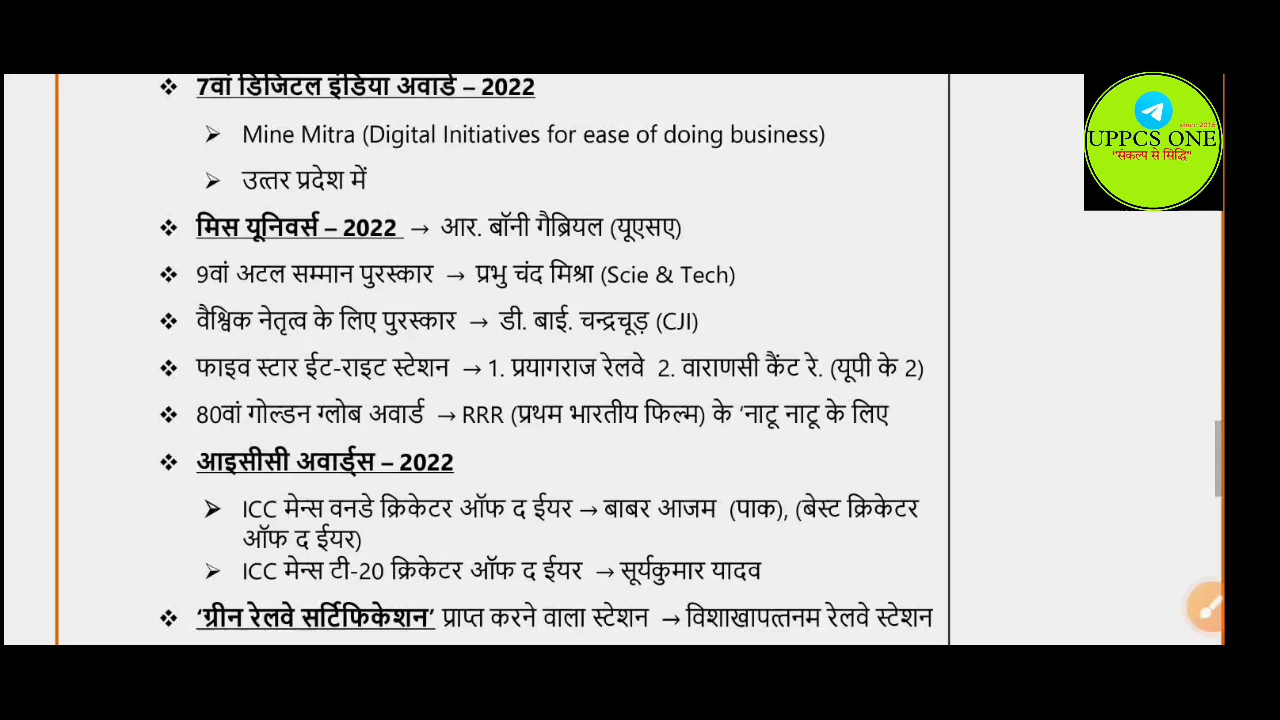 ❖ 7वां डिजिटल इंडिया अवार्ड – 2022
➢ Mine Mitra (Digital Initiatives for ease of doing business)
➢ उत्तर प्रदेश में
❖ मिस यूनिवर्स – 2022 → आर. बॉनी गैब्रियल (यूएसए)
❖ 9वां अटल सम्मान पुरस्कार → प्रभु चंद मिश्रा (Scie & Tech)
❖ वैश्विक नेतृत्व के लिए पुरस्कार → डी. बाई. चन्द्रचूड़ (CJI)
❖ फाइव स्टार ईट-राइट स्टेशन → 1. प्रयागराज रेलवे 2. वाराणसी कैंट रे. (यूपी के 2)
❖ 80वां गोल्डन ग्लोब अवार्ड → RRR (प्रथम भारतीय फिल्म) के ‘नाटू नाटू के लिए
❖ आइसीसी अवार्ड्स – 2022
➢ ICC मेन्स वनडे क्रिकेटर ऑफ द ईयर → बाबर आजम (पाक), (बेस्ट क्रिकेटर
ऑफ द ईयर)
➢ ICC मेन्स टी-20 क्रिकेटर ऑफ द ईयर → सूर्यकुमार यादव
❖ ‘ग्रीन रेलवे सर्टिफिकेशन’ प्राप्त करने वाला स्टेशन → विशाखापत्तनम रेलवे स्टेशन
since 2016
UPPCS ONE
"संकल्प से सिद्धि"